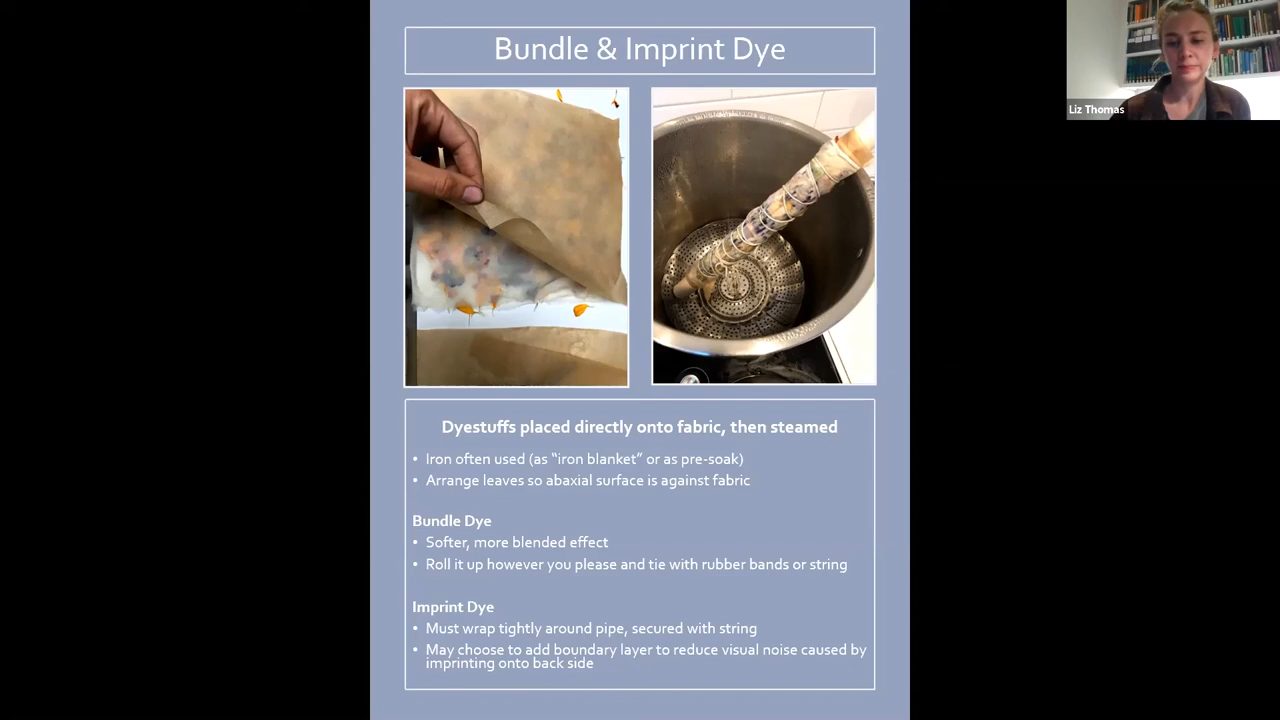 Bundle & Imprint Dye
Liz Thomas
Dyestuffs placed directly onto fabric, then steamed
• Iron often used (as “iron blanket” or as pre-soak)
• Arrange leaves so abaxial surface is against fabric
Bundle Dye
• Softer, more blended effect
• Roll it up however you please and tie with rubber bands or string
Imprint Dye
• Must wrap tightly around pipe, secured with string
• May choose to add boundary layer to reduce visual noise caused by
imprinting onto back side